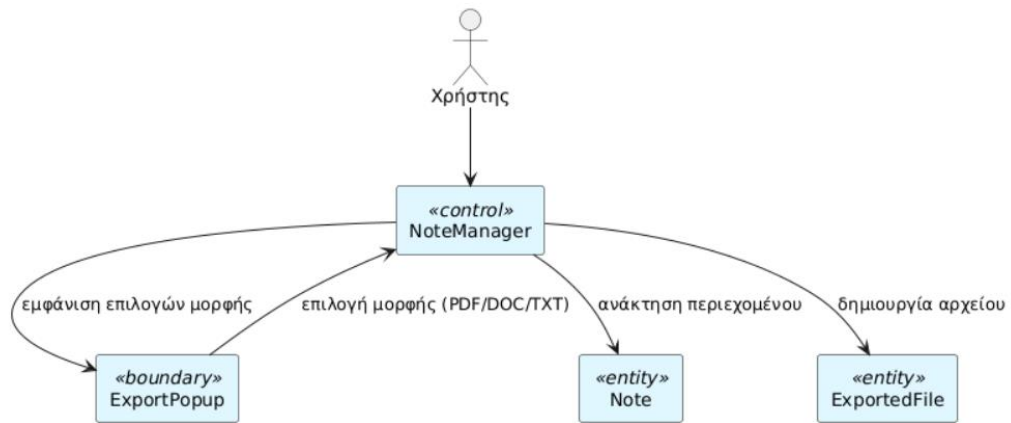 Χρήστης
«control»
NoteManager
εμφάνιση επιλογών μορφής
επιλογή μορφής (PDF/DOC/TXT)
ανάκτηση περιεχομένου
δημιουργία αρχείου
«boundary»
ExportPopup
«entity»
Note
«entity»
ExportedFile